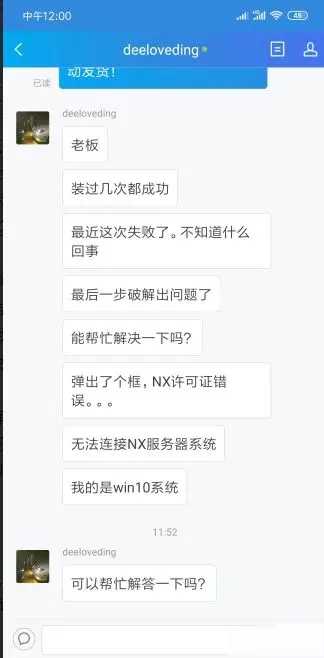 中午12:00
48
deeloveding
动发货！
已读
deeloveding
老板
装过几次都成功
最近这次失败了。不知道什么
回事
最后一步破解出问题了
能帮忙解决一下吗？
弹出了个框，NX许可证错
误。。。
无法连接NX服务器系统
我的是win10系统
11:52
deeloveding
可以帮忙解答一下吗？